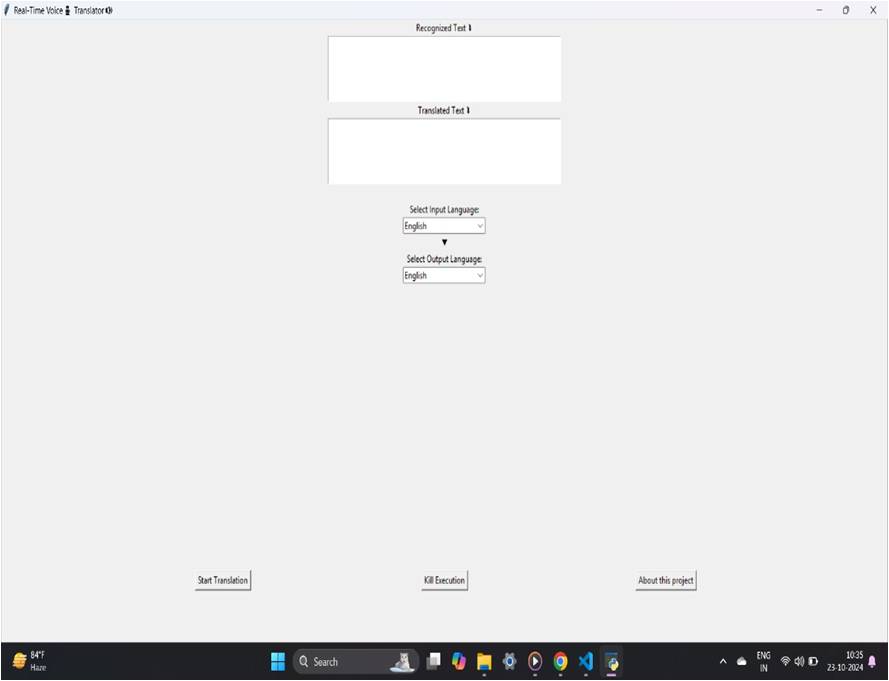 Real-Time Voice🎙️ Translator🔊
Recognized Text ⮯
Translated Text ⮯
Select Input Language:
English
▼
Select Output Language:
English
Start Translation
Kill Execution
About this project
84°F
Haze
Search
ENG
IN
10:35
23-10-2024